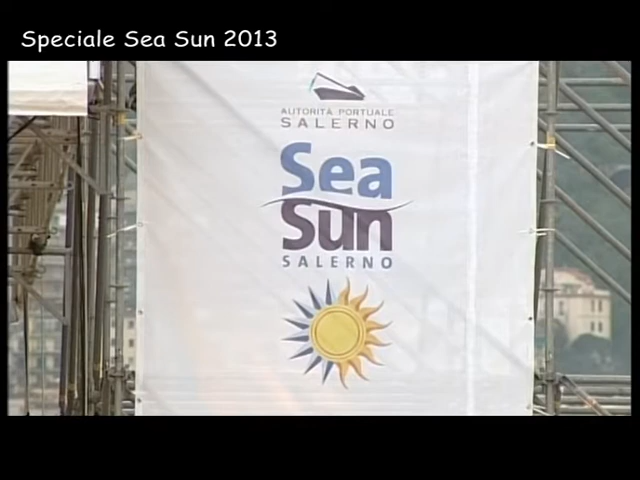 Speciale Sea Sun 2013
AUTORITÀ PORTUALE
SALERNO
Sea
Sun
SALERNO